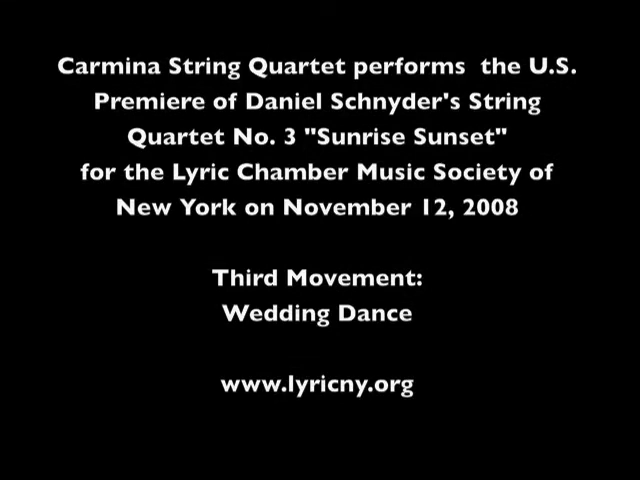 Carmina String Quartet performs  the U.S.
Premiere of Daniel Schnyder's String
Quartet No. 3 "Sunrise Sunset"
for the Lyric Chamber Music Society of
New York on November 12, 2008
Third Movement:
Wedding Dance
www.lyricny.org